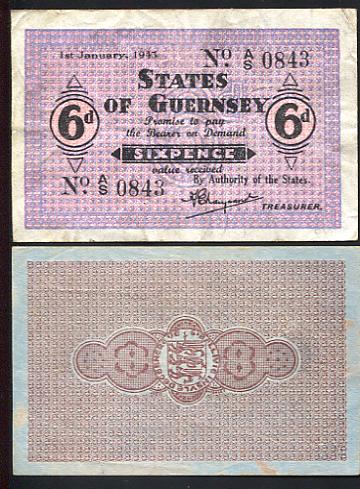 1st January, 1943 No. A/S 0843
STATES
OF GUERNSEY
6d Promise to pay 6d
the Bearer on Demand
SIXPENCE
value received
No. A/S 0843 By Authority of the States.
TREASURER.